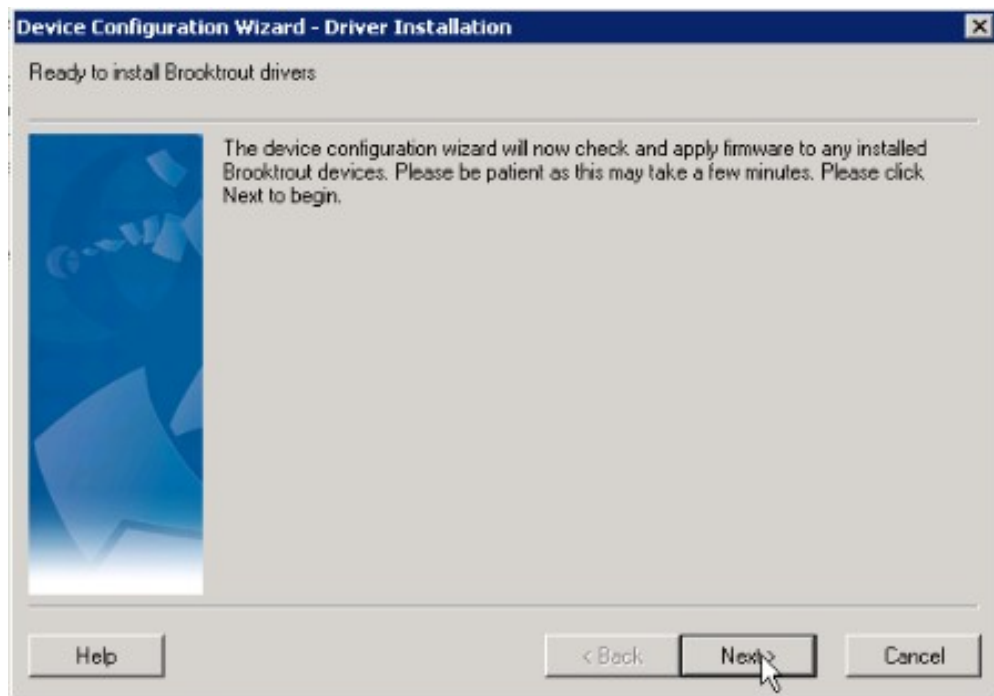 Device Configuration Wizard - Driver Installation
Ready to install Brooktrout drivers
The device configuration wizard will now check and apply firmware to any installed
Brooktrout devices. Please be patient as this may take a few minutes. Please click
Next to begin.
Help
< Back
Next >
Cancel